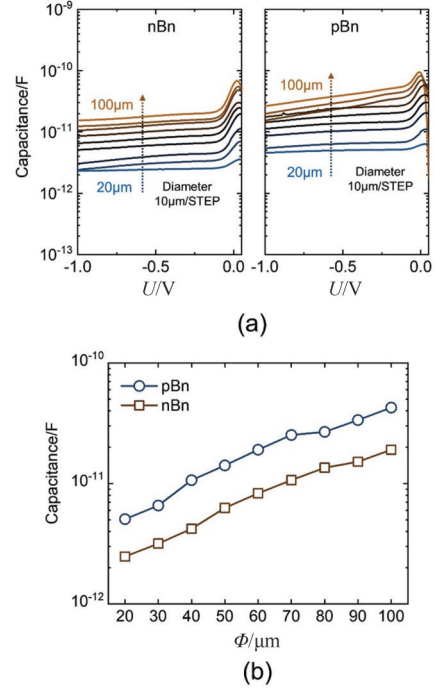 (a)
nBn
pBn
Capacitance/F
10⁻⁹
10⁻¹⁰
10⁻¹¹
10⁻¹²
10⁻¹³
100μm
20μm
Diameter
10μm/STEP
100μm
20μm
Diameter
10μm/STEP
-1.0 -0.5 0.0 -1.0 -0.5 0.0
U/V U/V
(a)
Capacitance/F
10⁻¹⁰
10⁻¹¹
10⁻¹²
pBn
nBn
20 30 40 50 60 70 80 90 100
Φ/μm
(b)